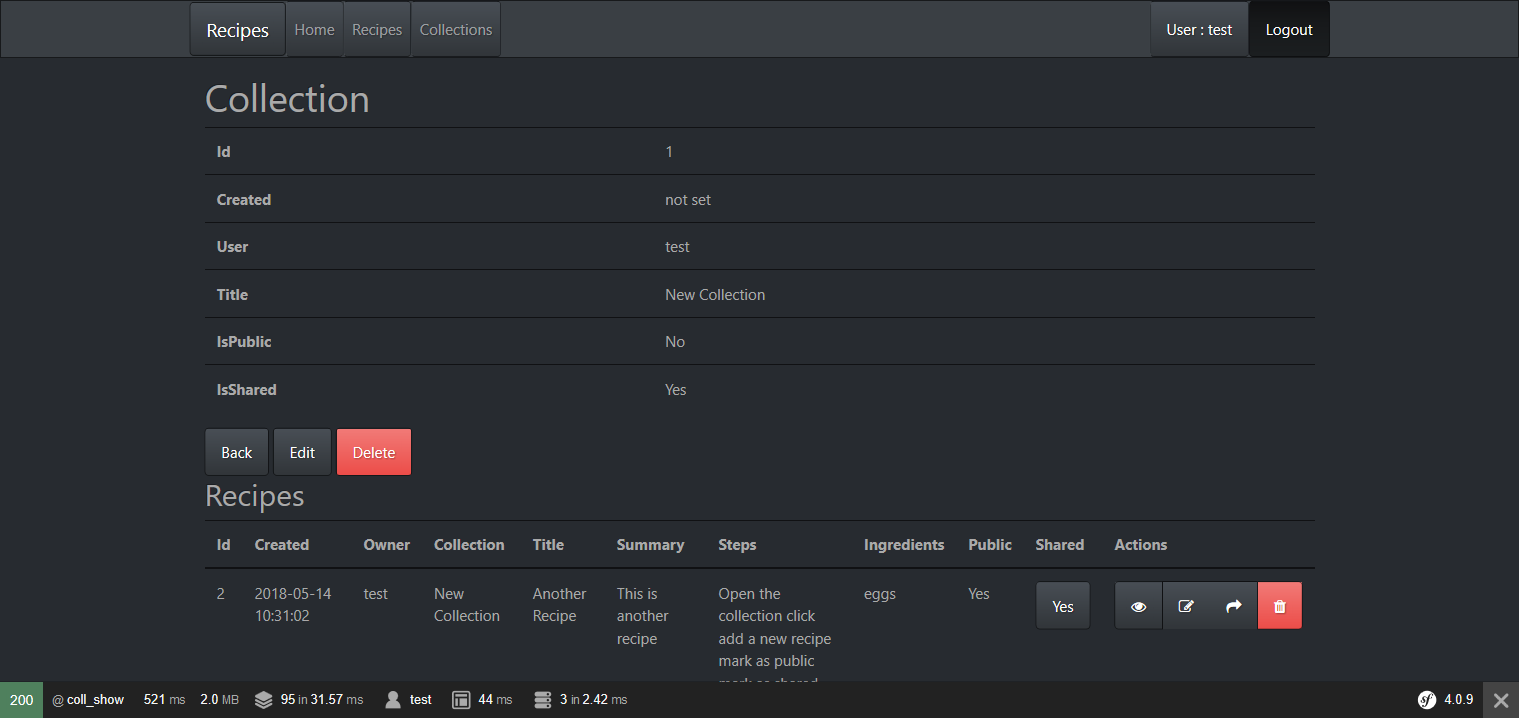 Recipes Home Recipes Collections User : test Logout
Collection
Id 1
Created not set
User test
Title New Collection
IsPublic No
IsShared Yes
Back Edit Delete
Recipes
Id Created Owner Collection Title Summary Steps Ingredients Public Shared Actions
2 2018-05-14 test New Another This is Open the eggs Yes Yes
10:31:02 Collection Recipe another collection click
recipe add a new recipe
mark as public
mark as shared
200 @ coll_show 521 ms 2.0 MB 95 in 31.57 ms test 44 ms 3 in 2.42 ms sf 4.0.9